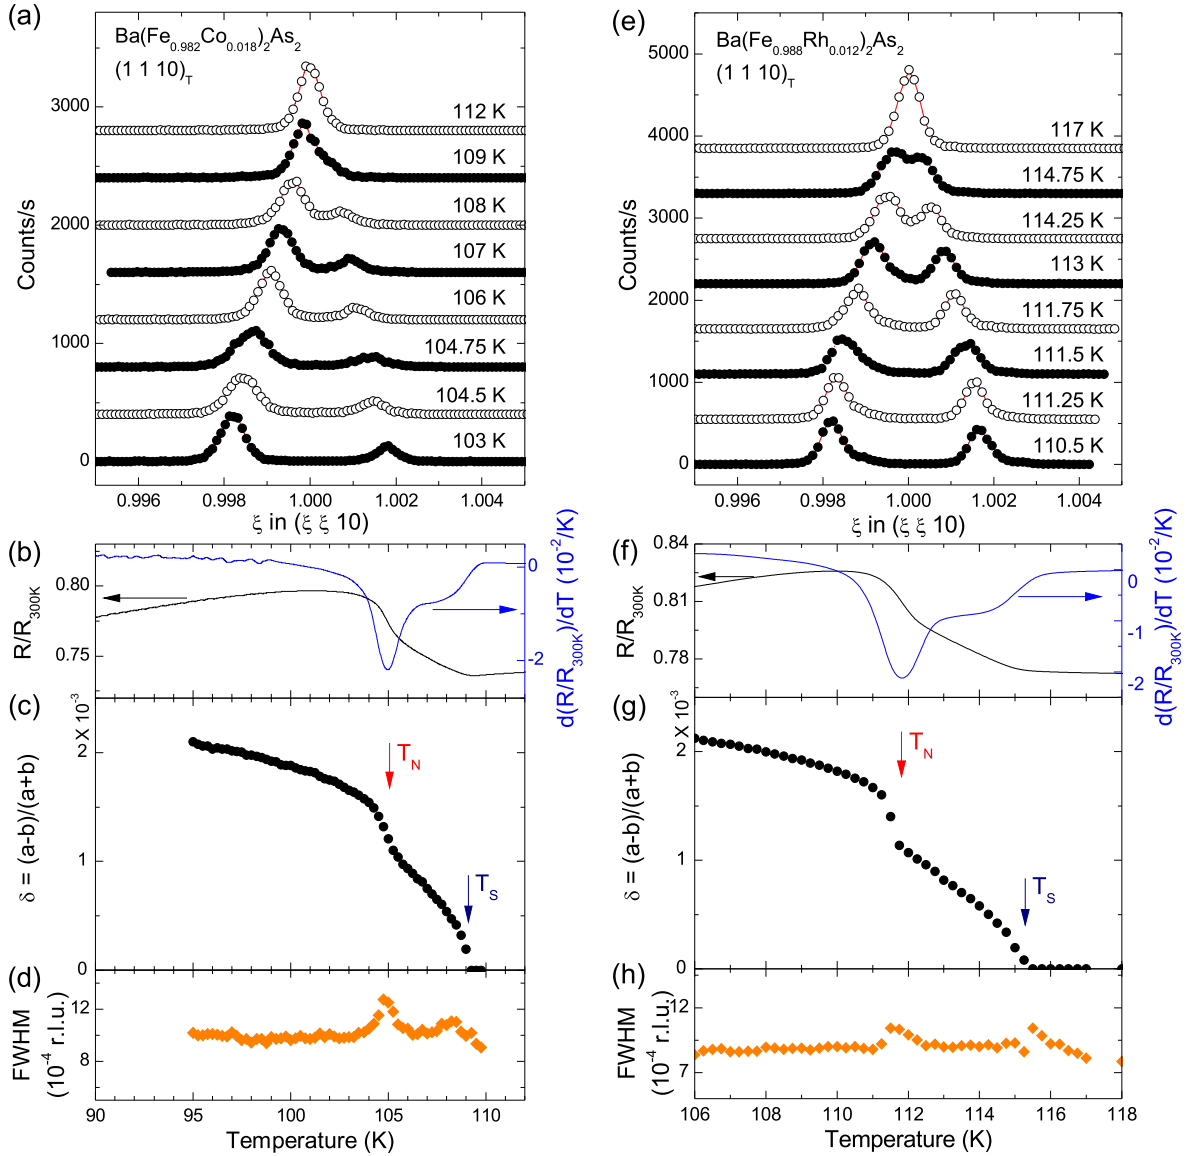 (a)
Ba(Fe0.982Co0.018)2As2
(1 1 10)T
112 K
109 K
108 K
107 K
106 K
104.75 K
104.5 K
103 K
3000
2000
1000
0
Counts/s
0.996 0.998 1.000 1.002 1.004
ξ in (ξ ξ 10)
(b)
0.80
0.75
R/R300K
0
-2
d(R/R300K)/dT (10-2/K)
(c)
X 10-3
2
1
0
δ = (a-b)/(a+b)
TN
TS
(d)
12
9
FWHM
(10-4 r.l.u.)
90 95 100 105 110
Temperature (K)
(e)
Ba(Fe0.988Rh0.012)2As2
(1 1 10)T
117 K
114.75 K
114.25 K
113 K
111.75 K
111.5 K
111.25 K
110.5 K
5000
4000
3000
2000
1000
0
Counts/s
0.996 0.998 1.000 1.002 1.004
ξ in (ξ ξ 10)
(f)
0.84
0.81
0.78
R/R300K
0
-1
-2
d(R/R300K)/dT (10-2/K)
(g)
X 10-3
2
1
0
δ = (a-b)/(a+b)
TN
TS
(h)
12
7
FWHM
(10-4 r.l.u.)
106 108 110 112 114 116 118
Temperature (K)